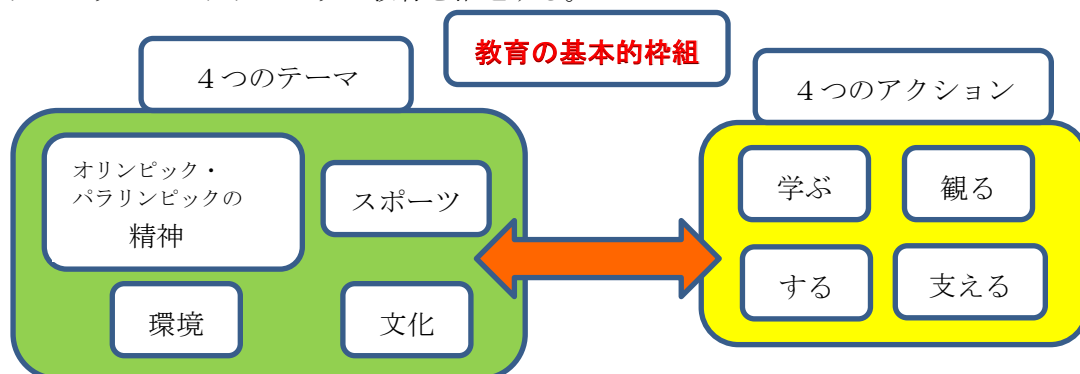 教育の基本的枠組
４つのテーマ
オリンピック・
パラリンピックの
精神
スポーツ
環境
文化
４つのアクション
学ぶ
観る
する
支える